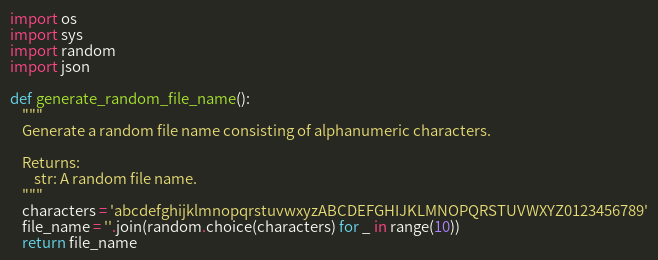 import os
import sys
import random
import json

def generate_random_file_name():
    """
    Generate a random file name consisting of alphanumeric characters.

    Returns:
        str: A random file name.
    """
    characters = 'abcdefghijklmnopqrstuvwxyzABCDEFGHIJKLMNOPQRSTUVWXYZ0123456789'
    file_name = ''.join(random.choice(characters) for _ in range(10))
    return file_name